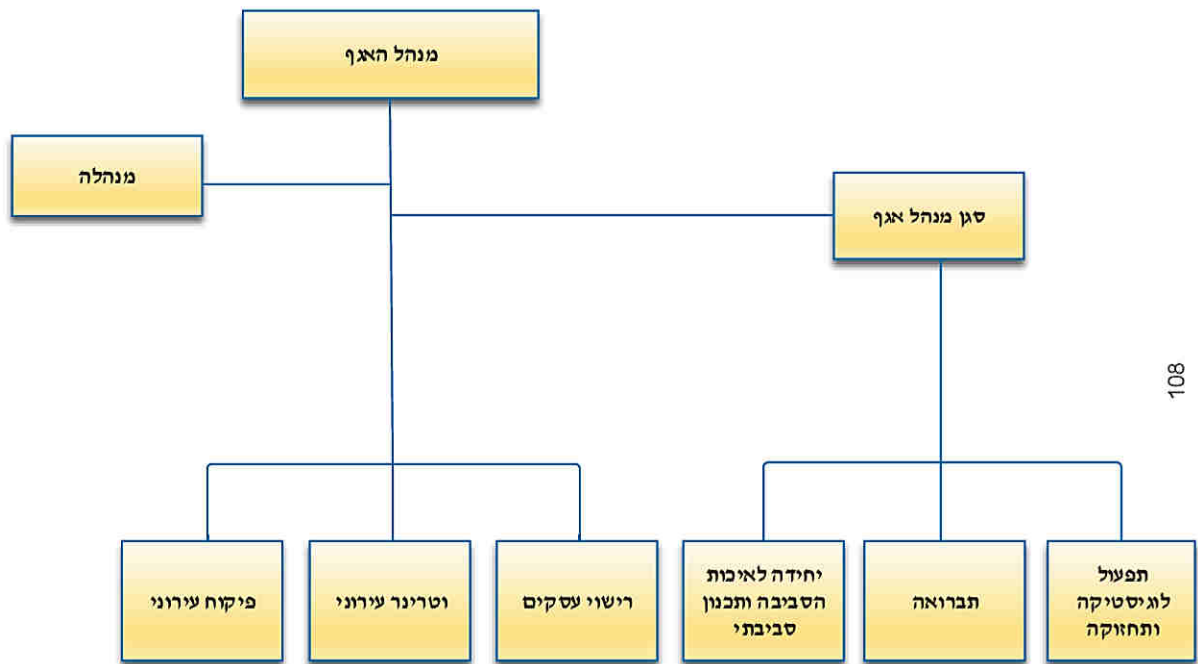 מנהל האגף
מנהלה
סגן מנהל אגף
108
תפעול
לוגיסטיקה
ותחזוקה
תברואה
יחידה לאיכות
הסביבה ותכנון
סביבתי
רישוי עסקים
וטרינר עירוני
פיקוח עירוני